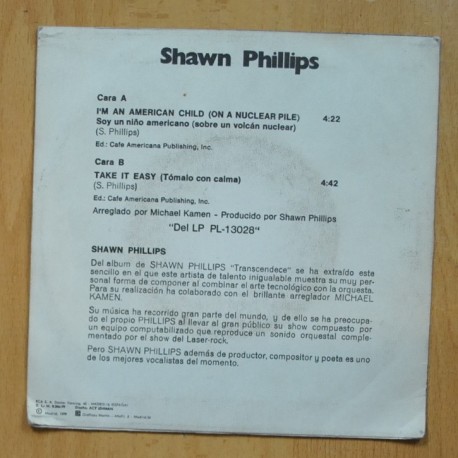 Shawn Phillips
Cara A
I'M AN AMERICAN CHILD (ON A NUCLEAR PILE) 4:22
Soy un niño americano (sobre un volcán nuclear)
(S. Phillips)
Ed.: Cafe Americana Publishing, Inc.
Cara B
TAKE IT EASY (Tómalo con calma) 4:42
(S. Phillips)
Ed.: Cafe Americana Publishing, Inc.
Arreglado por Michael Kamen - Producido por Shawn Phillips
"Del LP PL-13028"
SHAWN PHILLIPS
Del album de SHAWN PHILLIPS "Transcendece" se ha extraído este
sencillo en el que este artista de talento inigualable muestra su muy per-
sonal forma de componer al combinar el arte tecnológico con la orquesta.
Para su realización ha colaborado con el brillante arreglador MICHAEL
KAMEN.
Su música ha recorrido gran parte del mundo, y de ello se ha preocupa-
do el propio PHILLIPS al llevar al gran público su show compuesto por
un equipo computabilizado que reproduce un sonido orquestal comple-
mentado por el show del Laser-rock.
Pero SHAWN PHILLIPS además de productor, compositor y poeta es uno
de los mejores vocalistas del momento.